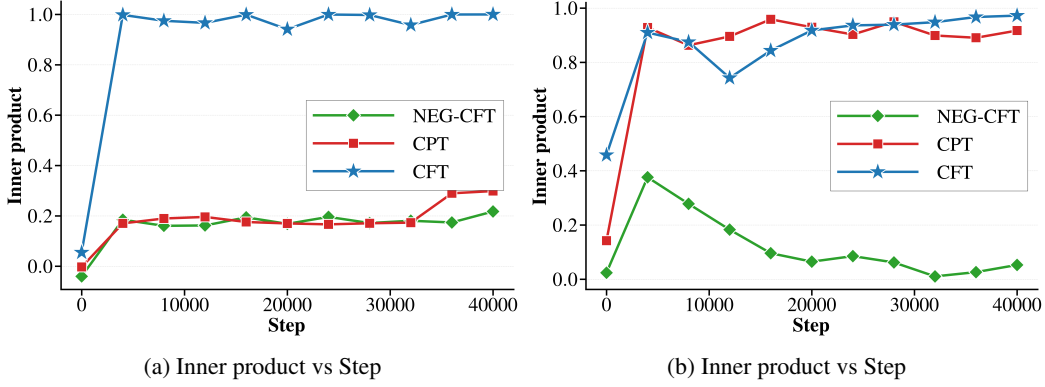 1.0
0.8
0.6
0.4
0.2
0.0
Inner product
NEG-CFT
CPT
CFT
0 10000 20000 30000 40000
Step
(a) Inner product vs Step
1.0
0.8
0.6
0.4
0.2
0.0
Inner product
NEG-CFT
CPT
CFT
0 10000 20000 30000 40000
Step
(b) Inner product vs Step